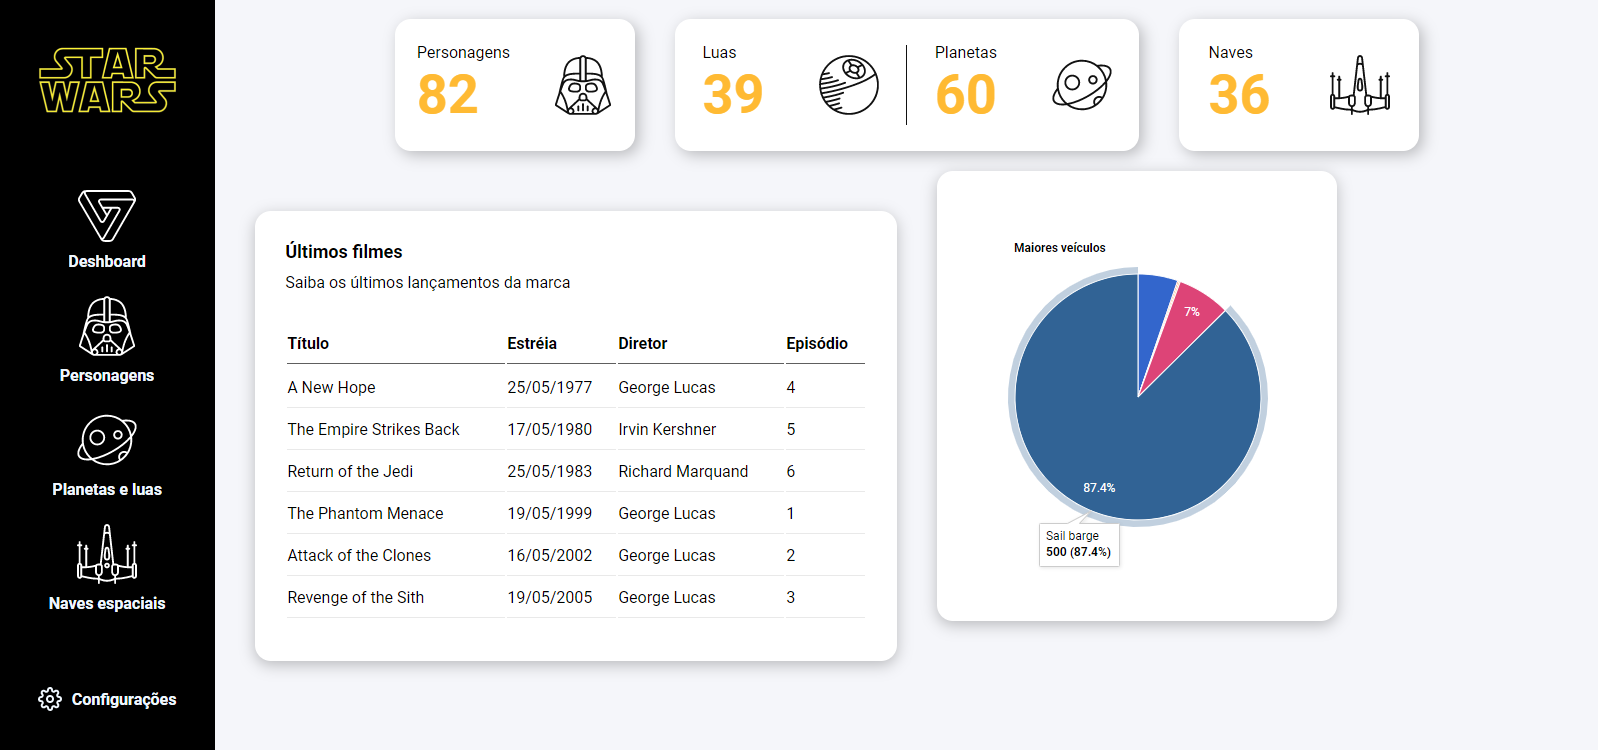 STAR
WARS
Deshboard
Personagens
Planetas e luas
Naves espaciais
Configurações
Personagens
82
Luas
39
Planetas
60
Naves
36
Últimos filmes
Saiba os últimos lançamentos da marca
Título Estréia Diretor Episódio
A New Hope 25/05/1977 George Lucas 4
The Empire Strikes Back 17/05/1980 Irvin Kershner 5
Return of the Jedi 25/05/1983 Richard Marquand 6
The Phantom Menace 19/05/1999 George Lucas 1
Attack of the Clones 16/05/2002 George Lucas 2
Revenge of the Sith 19/05/2005 George Lucas 3
Maiores veículos
7%
87.4%
Sail barge
500 (87.4%)